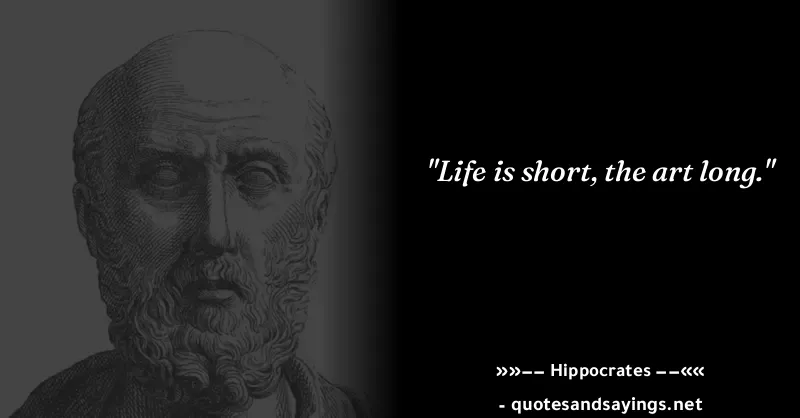 "Life is short, the art long."
»»−− Hippocrates −−««
- quotesandsayings.net